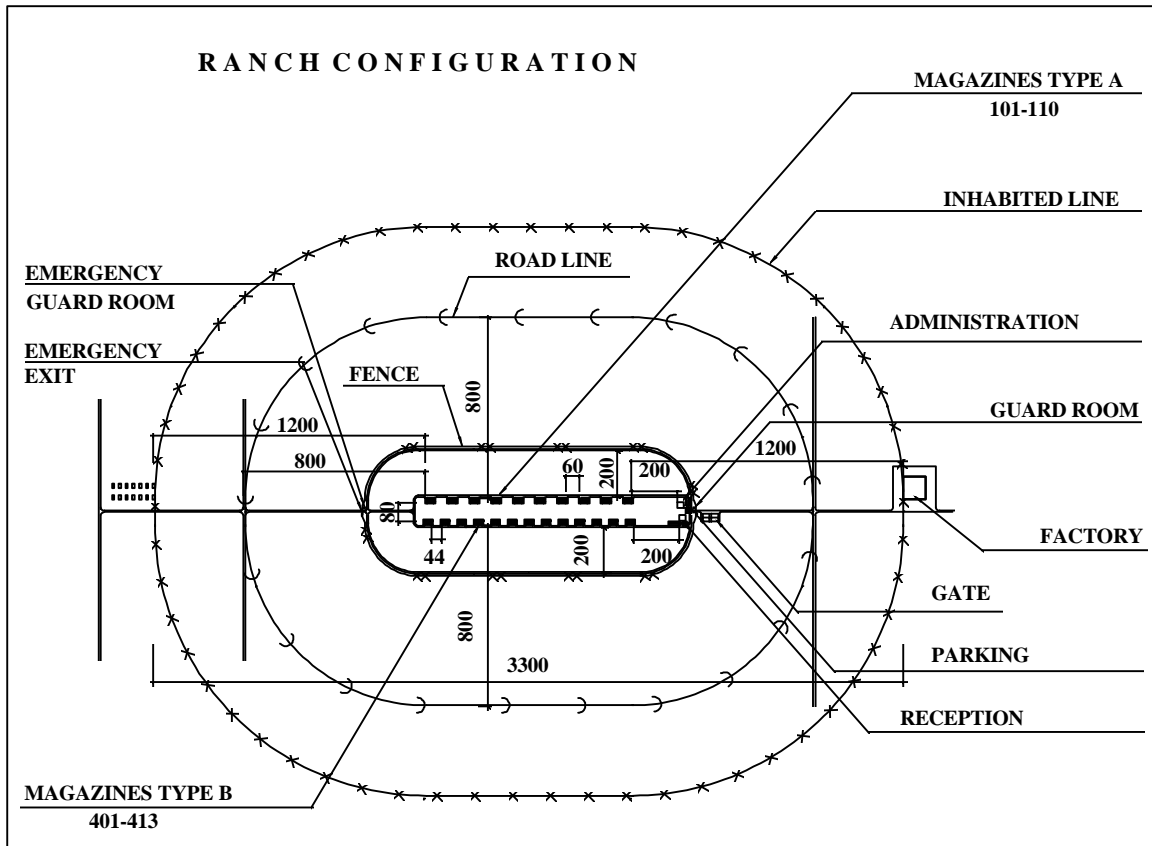 RANCH CONFIGURATION
MAGAZINES TYPE A
101-110
INHABITED LINE
EMERGENCY
GUARD ROOM
ROAD LINE
ADMINISTRATION
EMERGENCY
EXIT
FENCE
800
GUARD ROOM
1200
1200
800
60
200
200
80
44
200
200
FACTORY
GATE
800
3300
PARKING
RECEPTION
MAGAZINES TYPE B
401-413